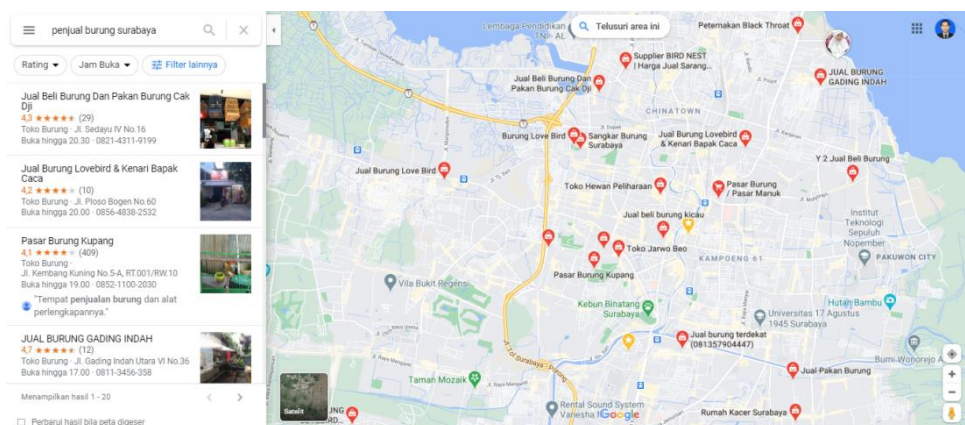 penjual burung surabaya
Rating
Jam Buka
Filter lainnya
Jual Beli Burung Dan Pakan Burung Cak
Dji
4,3 (29)
Toko Burung · Jl. Sedayu IV No.16
Buka hingga 20.30 · 0821-4311-9199
Jual Burung Lovebird & Kenari Bapak
Caca
4,2 (10)
Toko Burung · Jl. Ploso Bogen No.60
Buka hingga 20.00 · 0856-4838-2532
Pasar Burung Kupang
4,1 (409)
Toko Burung ·
Jl. Kembang Kuning No.5-A, RT.001/RW.10
Buka hingga 19.00 · 0852-1100-2030
"Tempat penjualan burung dan alat
perlengkapannya."
JUAL BURUNG GADING INDAH
4,7 (12)
Toko Burung · Jl. Gading Indah Utara VI No.36
Buka hingga 17.00 · 0811-3456-358
Menampilkan hasil 1 - 20
Perbarui hasil bila peta digeser
Lembaga Pendidikan
TNI- AL
Telusuri area ini
Peternakan Black Throat
Supplier BIRD NEST
| Harga Jual Sarang...
JUAL BURUNG
GADING INDAH
Jual Beli Burung Dan
Pakan Burung Cak Dji
CHINATOWN
Burung Love Bird
Sangkar Burung
Surabaya
Jual Burung Lovebird
& Kenari Bapak Caca
Y 2 Jual Beli Burung
Jual Burung Love Bird
Toko Hewan Peliharaan
Pasar Burung
/ Pasar Manuk
Jual beli burung kicau
Institut
Teknologi
Sepuluh
Nopember
Toko Jarwo Beo
KAMPOENG 61
PAKUWON CITY
Pasar Burung Kupang
Vila Bukit Regensi
Kebun Binatang
Surabaya
Hutan Bambu
Universitas 17 Agustus
1945 Surabaya
Jual burung terdekat
(081357904447)
Bumi Wonorejo
Jual Pakan Burung
Taman Mozaik
Satelit
Rental Sound System
Vanesha
Google
Rumah Kacer Surabaya